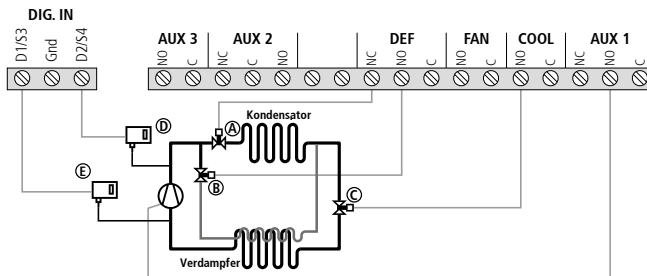 DIG. IN
AUX 3 AUX 2 DEF FAN COOL AUX 1
D1/S3 Gnd D2/S4 NO C NC C NO NC NO C NO C NO C NC NO C
Kondensator
A
B
C
D
E
Verdampfer